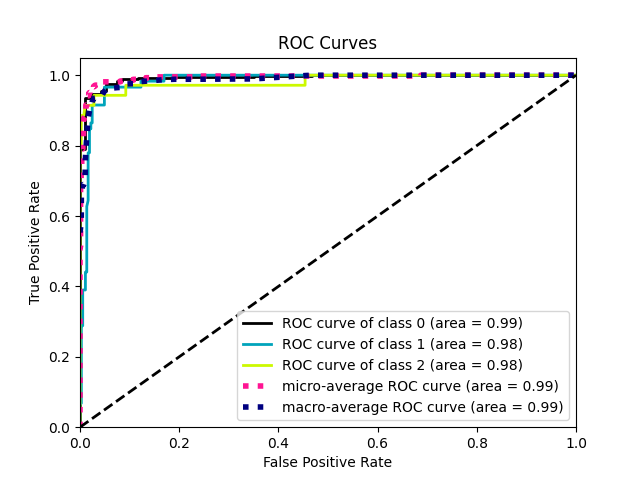 ROC Curves
True Positive Rate
1.0
0.8
0.6
0.4
0.2
0.0
ROC curve of class 0 (area = 0.99)
ROC curve of class 1 (area = 0.98)
ROC curve of class 2 (area = 0.98)
micro-average ROC curve (area = 0.99)
macro-average ROC curve (area = 0.99)
0.0 0.2 0.4 0.6 0.8 1.0
False Positive Rate